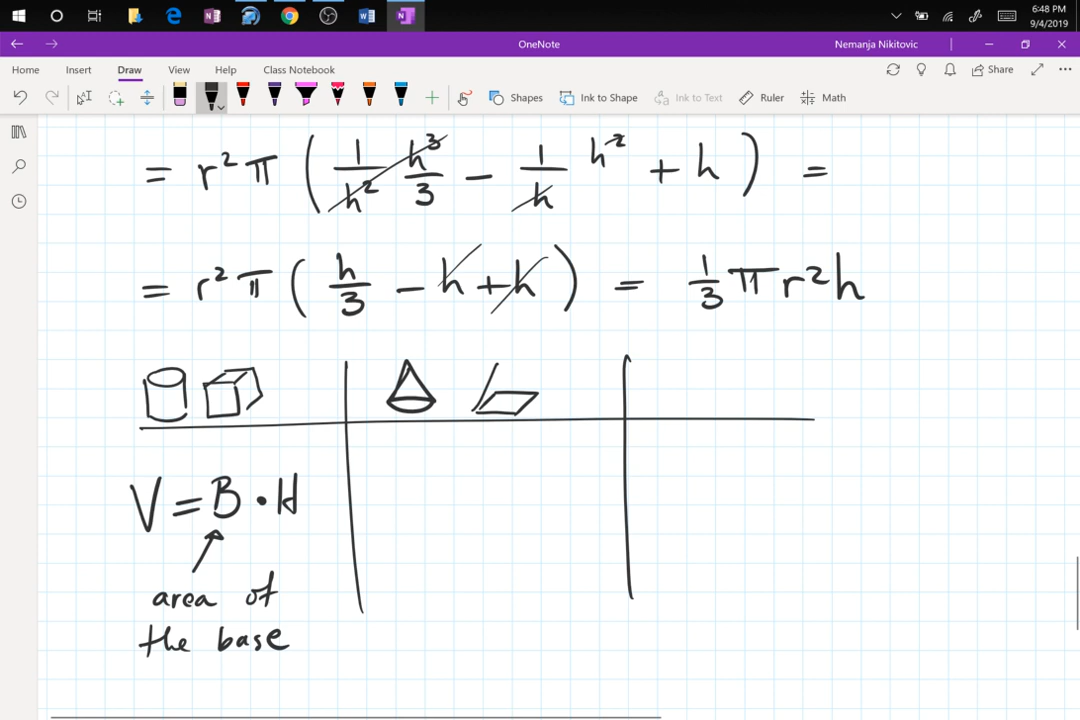 6:48 PM
9/4/2019
OneNote
Nemanja Nikitovic
Home Insert Draw View Help Class Notebook Share
Shapes Ink to Shape Ink to Text Ruler Math
= r²π ( 1/h² h³/3 − 1/h h² + h ) =
= r²π ( h/3 − h + h ) = 1/3 πr²h
V = B · H
area of
the base